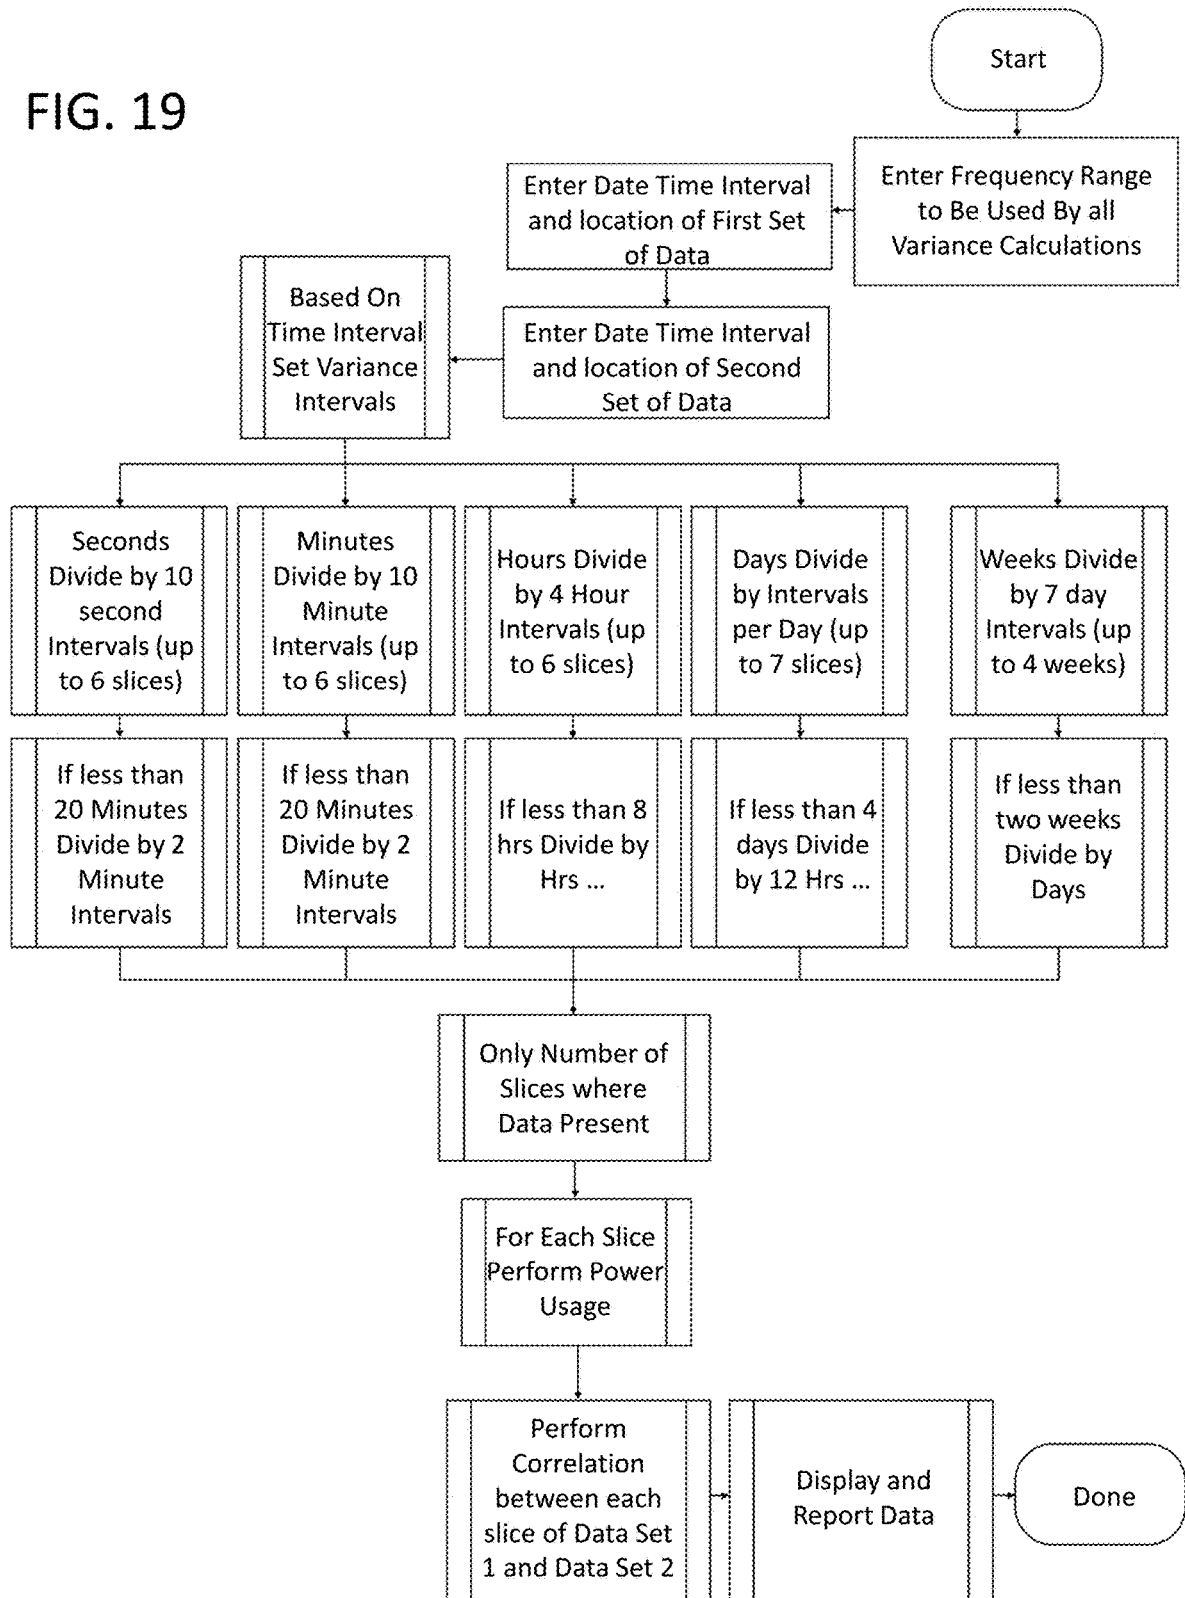 FIG. 19
Start
Enter Frequency Range
to Be Used By all
Variance Calculations
Enter Date Time Interval
and location of First Set
of Data
Enter Date Time Interval
and location of Second
Set of Data
Based On
Time Interval
Set Variance
Intervals
Seconds
Divide by 10
second
Intervals (up
to 6 slices)
Minutes
Divide by 10
Minute
Intervals (up
to 6 slices)
Hours Divide
by 4 Hour
Intervals (up
to 6 slices)
Days Divide
by Intervals
per Day (up
to 7 slices)
Weeks Divide
by 7 day
Intervals (up
to 4 weeks)
If less than
20 Minutes
Divide by 2
Minute
Intervals
If less than
20 Minutes
Divide by 2
Minute
Intervals
If less than 8
hrs Divide by
Hrs ...
If less than 4
days Divide
by 12 Hrs ...
If less than
two weeks
Divide by
Days
Only Number of
Slices where
Data Present
For Each Slice
Perform Power
Usage
Perform
Correlation
between each
slice of Data Set
1 and Data Set 2
Display and
Report Data
Done